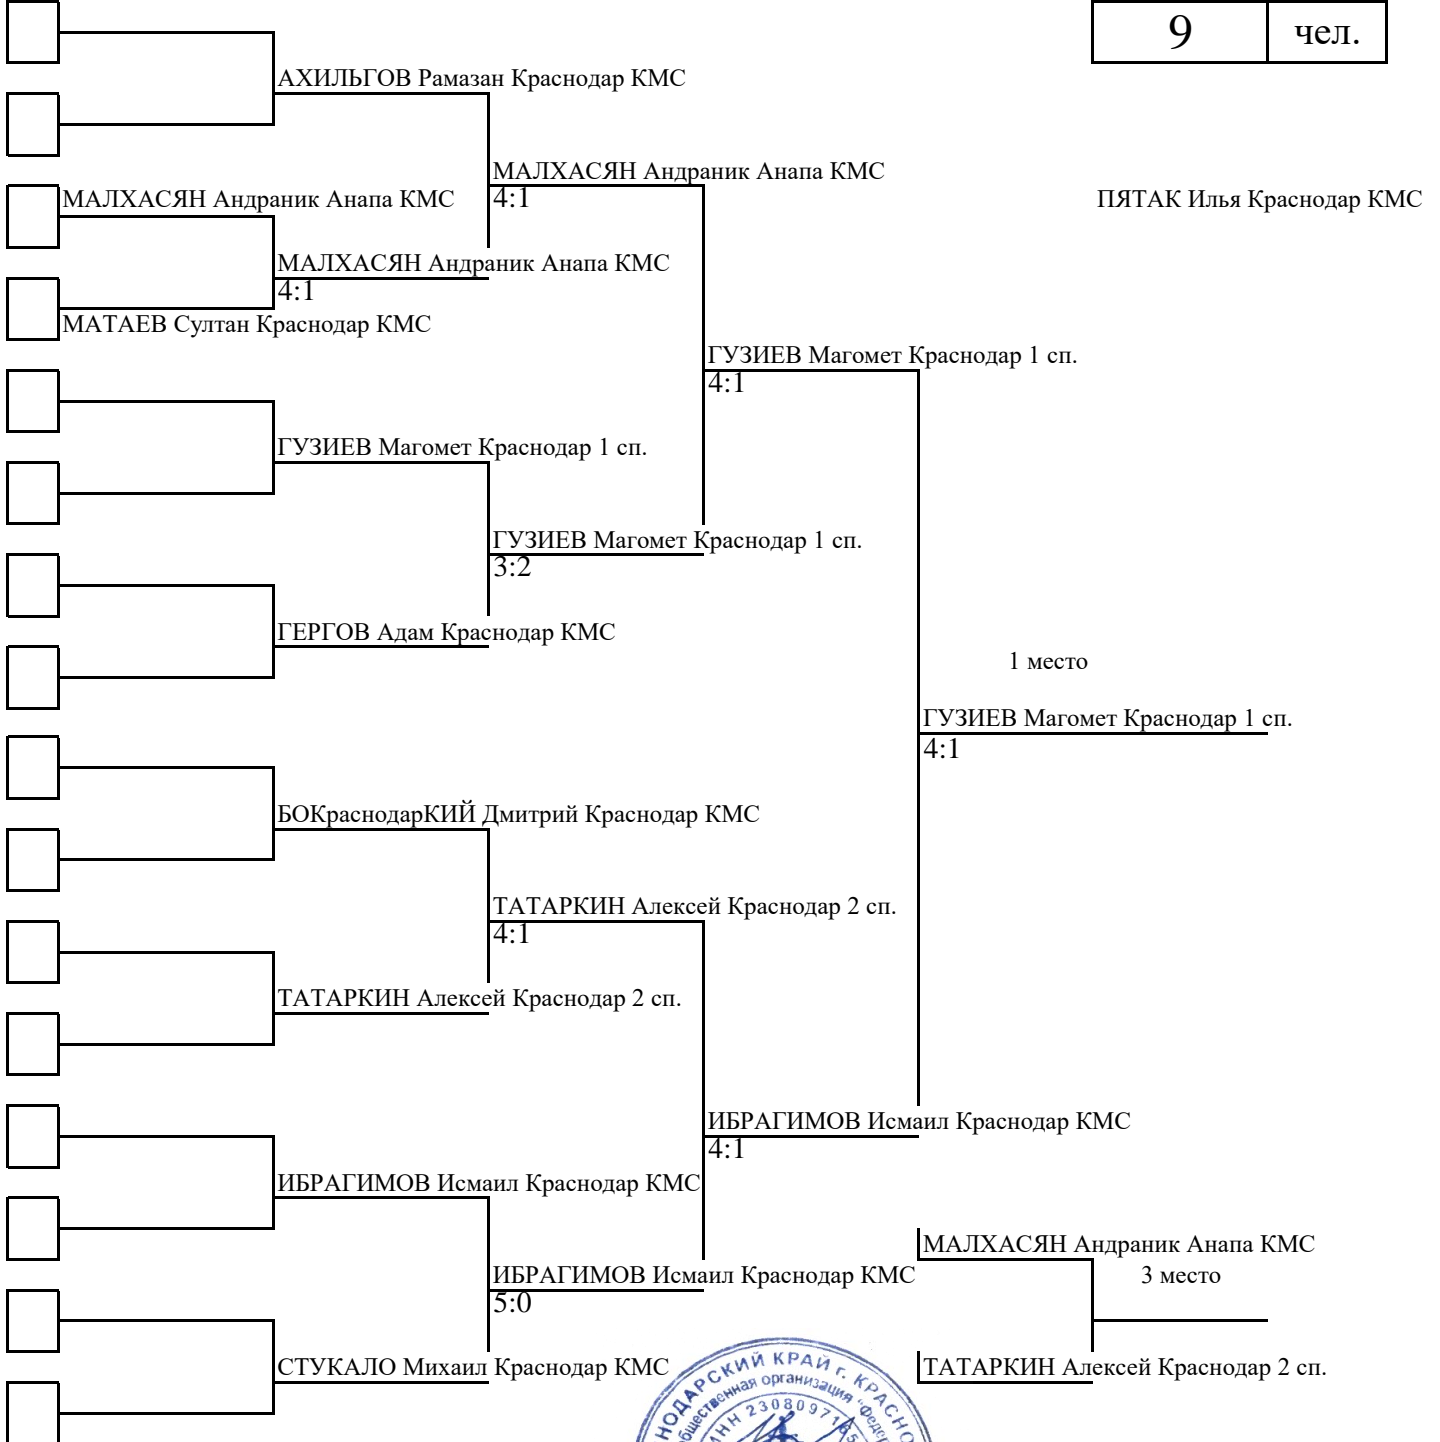 9 чел.
АХИЛЬГОВ Рамазан Краснодар КМС
МАЛХАСЯН Андраник Анапа КМС
4:1
МАЛХАСЯН Андраник Анапа КМС
ПЯТАК Илья Краснодар КМС
МАЛХАСЯН Андраник Анапа КМС
4:1
МАТАЕВ Султан Краснодар КМС
ГУЗИЕВ Магомет Краснодар 1 сп.
4:1
ГУЗИЕВ Магомет Краснодар 1 сп.
ГУЗИЕВ Магомет Краснодар 1 сп.
3:2
ГЕРГОВ Адам Краснодар КМС
1 место
ГУЗИЕВ Магомет Краснодар 1 сп.
4:1
БОКраснодарКИЙ Дмитрий Краснодар КМС
ТАТАРКИН Алексей Краснодар 2 сп.
4:1
ТАТАРКИН Алексей Краснодар 2 сп.
ИБРАГИМОВ Исмаил Краснодар КМС
4:1
ИБРАГИМОВ Исмаил Краснодар КМС
МАЛХАСЯН Андраник Анапа КМС
ИБРАГИМОВ Исмаил Краснодар КМС
3 место
5:0
СТУКАЛО Михаил Краснодар КМС
ТАТАРКИН Алексей Краснодар 2 сп.
КРАЙ г.
организация
ИНН